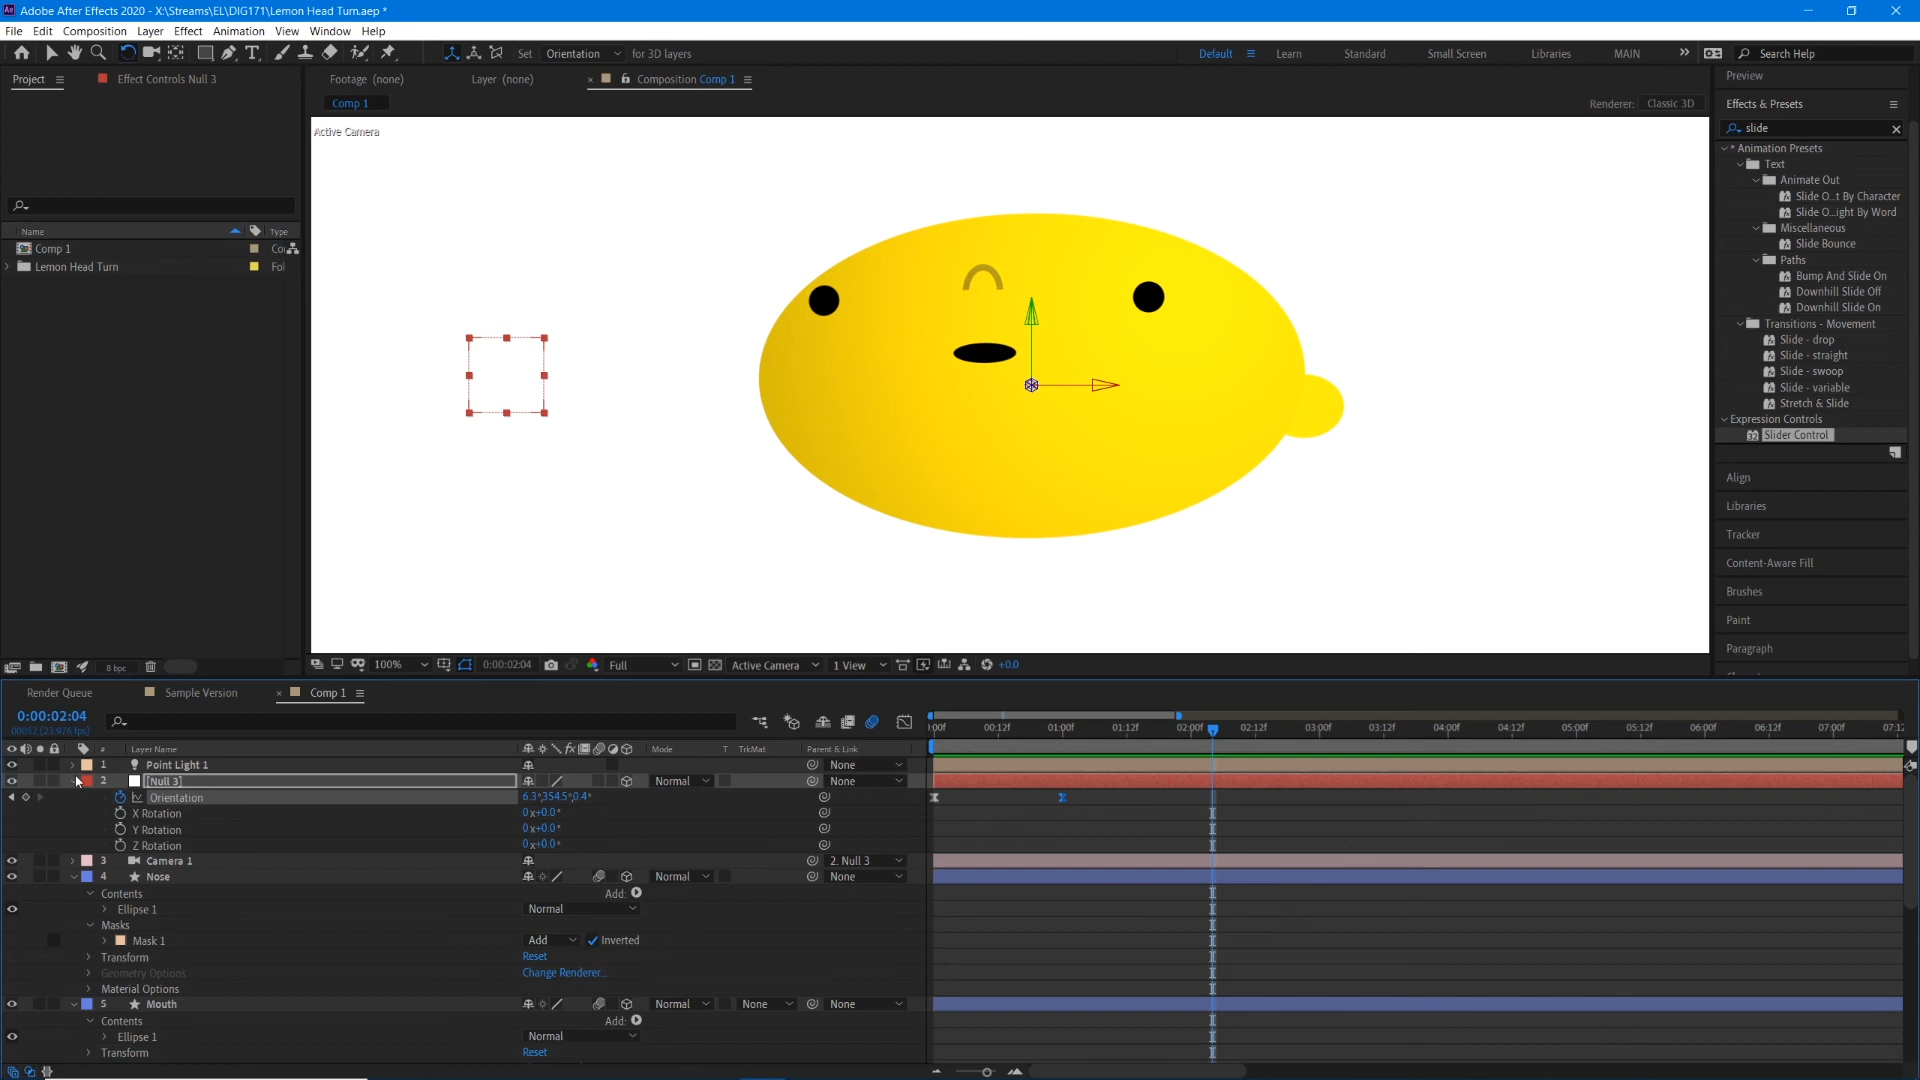 Adobe After Effects 2020 - X:\Streams\EL\DIG171\Lemon Head Turn.aep *
File Edit Composition Layer Effect Animation View Window Help
Set Orientation for 3D layers Default Learn Standard Small Screen Libraries MAIN Search Help
Project Effect Controls Null 3 Footage (none) Layer (none) Composition Comp 1 Preview
Comp 1 Renderer: Classic 3D Effects & Presets
Active Camera
slide
Animation Presets
Text
Animate Out
Slide O...t By Character
Slide O...ight By Word
Miscellaneous
Slide Bounce
Paths
Bump And Slide On
Downhill Slide Off
Downhill Slide On
Transitions - Movement
Slide - drop
Slide - straight
Slide - swoop
Slide - variable
Stretch & Slide
Expression Controls
Slider Control
Align
Libraries
Tracker
Content-Aware Fill
Brushes
Paint
Paragraph
Name Type
Comp 1
Lemon Head Turn Fol
8 bpc 100% 0:00:02:04 Full Active Camera 1 View +0.0
Render Queue Sample Version Comp 1
0:00:02:04
00052 (23.976 fps)
00:12f 01:00f 01:12f 02:00f 02:12f 03:00f 03:12f 04:00f 04:12f 05:00f 05:12f 06:00f 06:12f 07:00f
# Layer Name Mode T TrkMat Parent & Link
1 Point Light 1 None
2 [Null 3] Normal None
Orientation 6.3°,354.5°,0.4°
X Rotation 0x+0.0°
Y Rotation 0x+0.0°
Z Rotation 0x+0.0°
3 Camera 1 2. Null 3
4 Nose Normal None
Contents Add:
Ellipse 1 Normal
Masks
Mask 1 Add Inverted
Transform Reset
Geometry Options Change Renderer...
Material Options
5 Mouth Normal None None
Contents Add:
Ellipse 1 Normal
Transform Reset